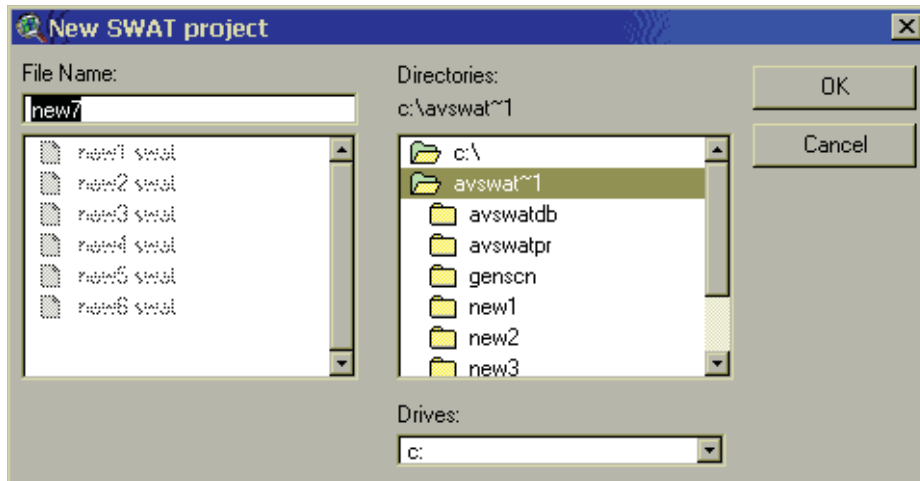 New SWAT project
File Name:
new7
new1 swat
new2 swat
new3 swat
new4 swat
new5 swat
new6 swat
Directories:
c:\avswat~1
c:\
avswat~1
avswatdb
avswatpr
genscn
new1
new2
new3
Drives:
c:
OK
Cancel